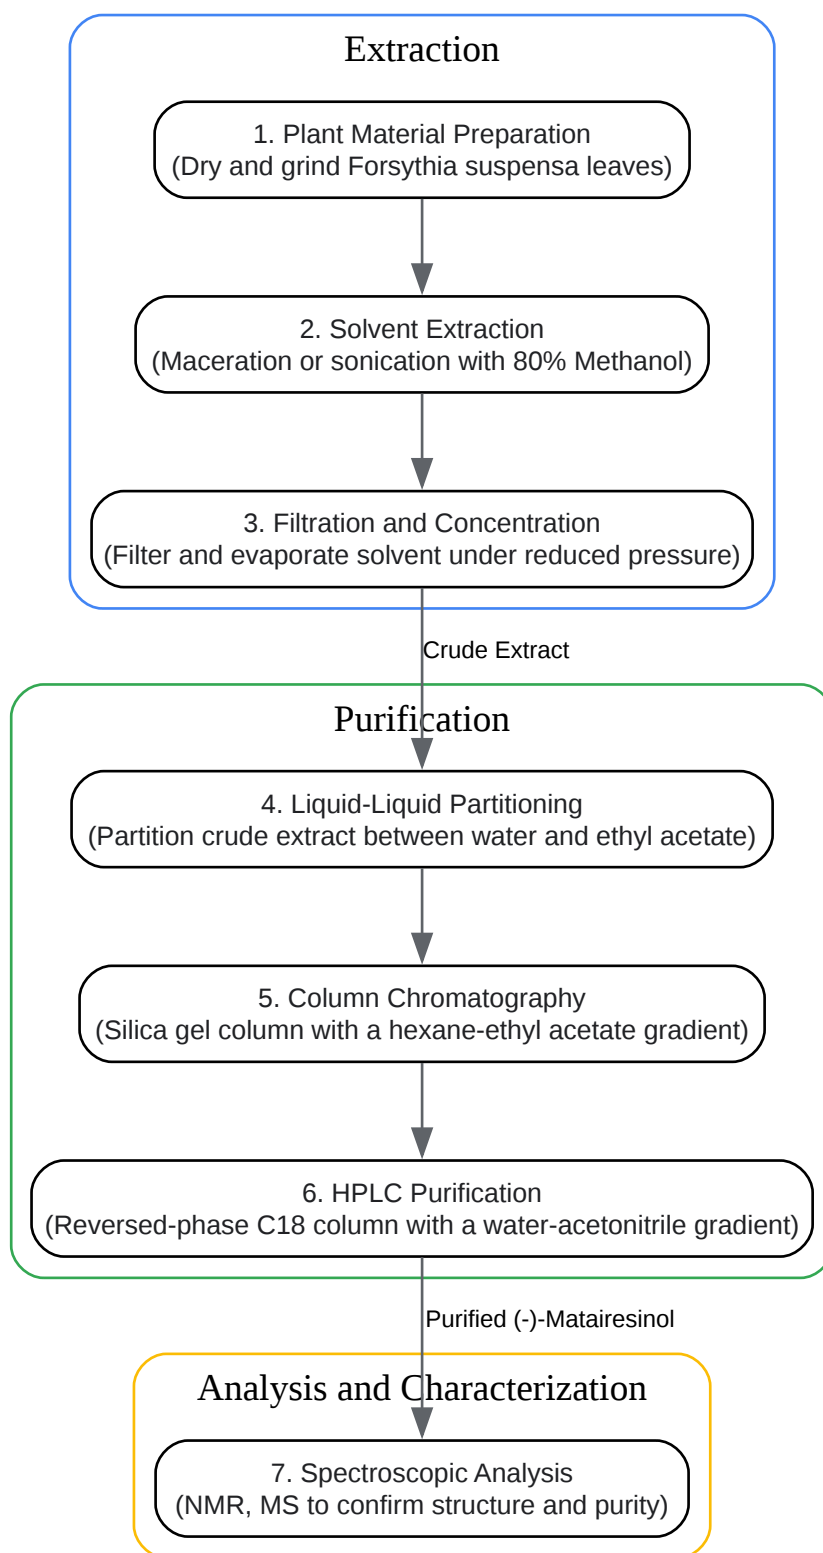 Extraction
1. Plant Material Preparation
(Dry and grind Forsythia suspensa leaves)
2. Solvent Extraction
(Maceration or sonication with 80% Methanol)
3. Filtration and Concentration
(Filter and evaporate solvent under reduced pressure)
Crude Extract
Purification
4. Liquid-Liquid Partitioning
(Partition crude extract between water and ethyl acetate)
5. Column Chromatography
(Silica gel column with a hexane-ethyl acetate gradient)
6. HPLC Purification
(Reversed-phase C18 column with a water-acetonitrile gradient)
Purified (-)-Matairesinol
Analysis and Characterization
7. Spectroscopic Analysis
(NMR, MS to confirm structure and purity)